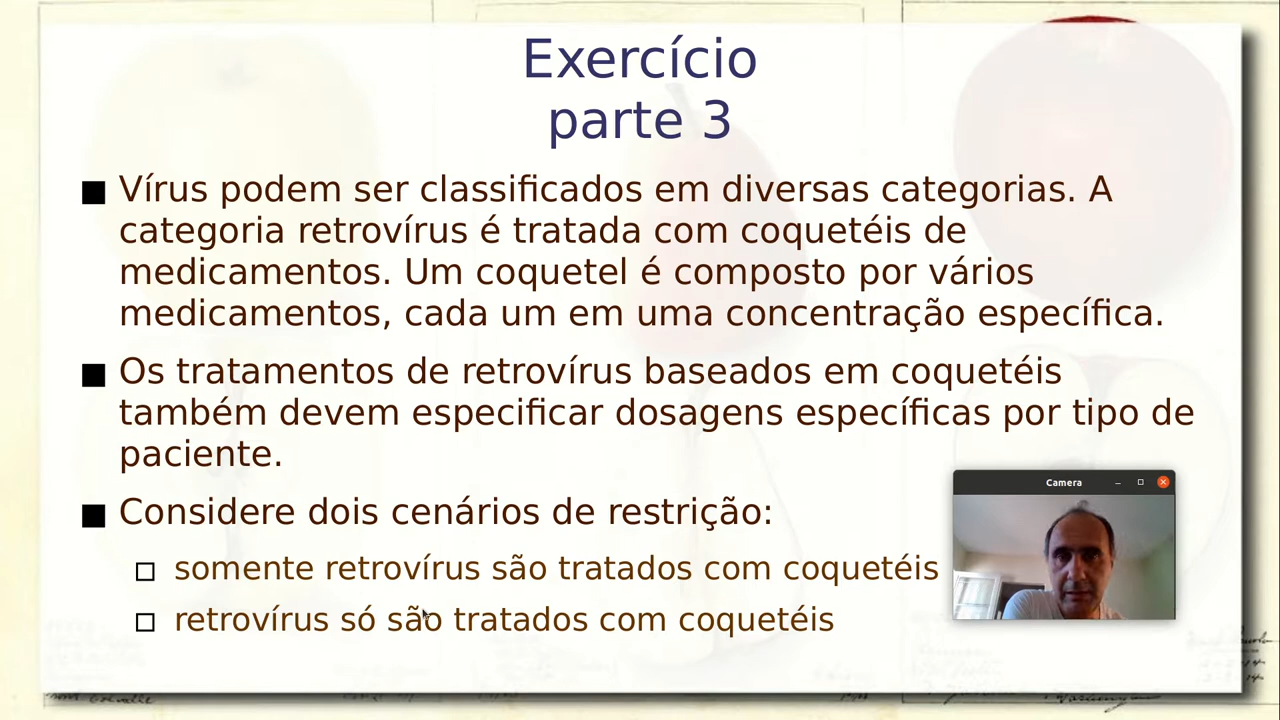 Exercício
parte 3
Vírus podem ser classificados em diversas categorias. A
categoria retrovírus é tratada com coquetéis de
medicamentos. Um coquetel é composto por vários
medicamentos, cada um em uma concentração específica.
Os tratamentos de retrovírus baseados em coquetéis
também devem especificar dosagens específicas por tipo de
paciente.
Considere dois cenários de restrição:
somente retrovírus são tratados com coquetéis
retrovírus só são tratados com coquetéis
Camera